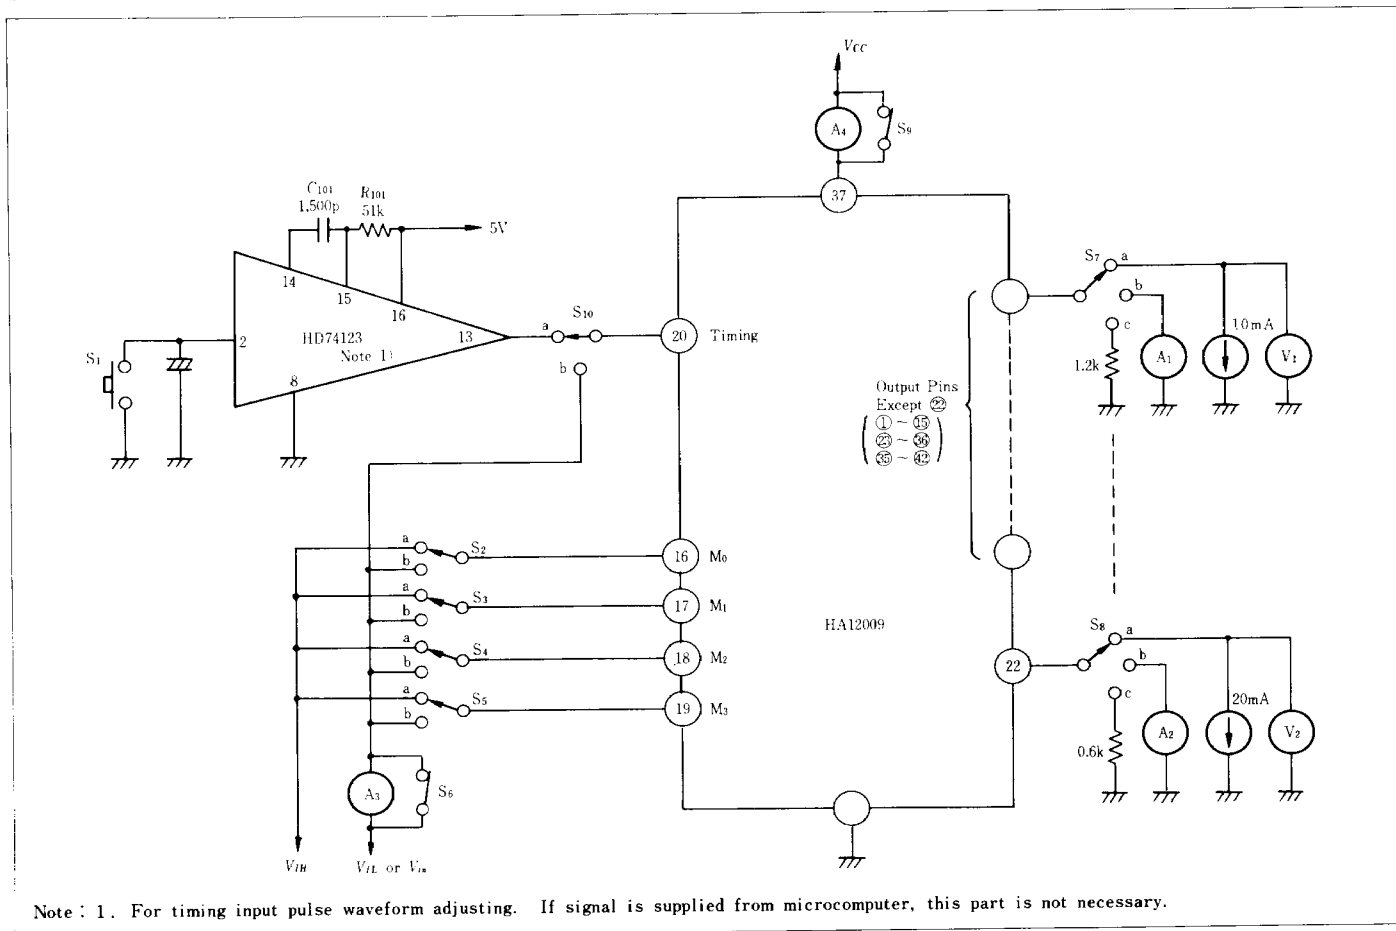 VCC
A4
S9
37
C101
1,500p
R101
51k
5V
14
15
16
2
HD74123
Note 1)
13
8
S1
S10
a
b
20
Timing
S7
a
b
c
1.2k
A1
10mA
V1
Output Pins
Except ㉒
① ~ ⑮
㉓ ~ ㊱
㉟ ~ ㊷
a
S2
b
16
M0
a
S3
b
17
M1
a
S4
b
18
M2
a
S5
b
19
M3
HA12009
22
S8
a
b
c
0.6k
A2
20mA
V2
A3
S6
VIH
VIL or Vin
Note : 1. For timing input pulse waveform adjusting. If signal is supplied from microcomputer, this part is not necessary.